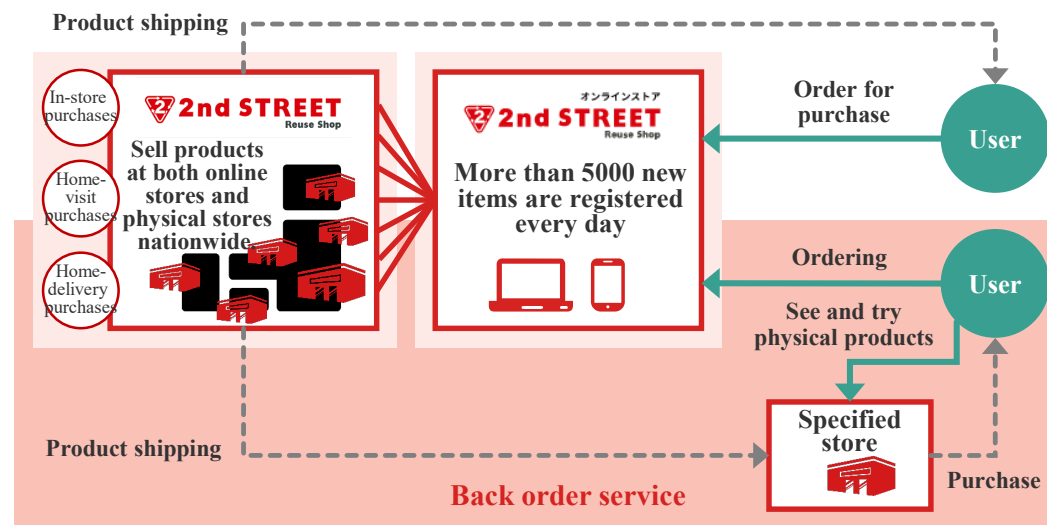 Product shipping
In-store
purchases
Home-
visit
purchases
Home-
delivery
purchases
2
2nd STREET
Reuse Shop
Sell products
at both online
stores and
physical stores
nationwide.
オンラインストア
2
2nd STREET
Reuse Shop
More than 5000 new
items are registered
every day
Order for
purchase
User
Ordering
User
See and try
physical products
Product shipping
Specified
store
Purchase
Back order service